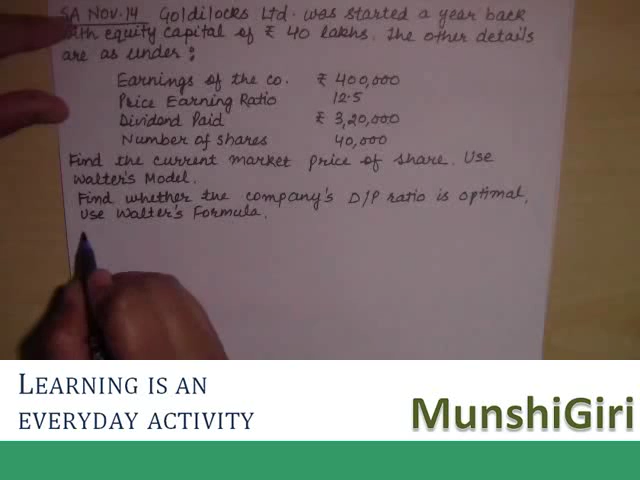 SA NOV.14 Goldilocks Ltd. was started a year back
with equity capital of ₹ 40 lakhs. The other details
are as under:
Earnings of the co. ₹ 400,000
Price Earning Ratio 12.5
Dividend Paid ₹ 3,20,000
Number of shares 40,000
Find the current market price of share. Use
Walter's Model.
Find whether the company's D/P ratio is optimal,
Use Walter's Formula.
LEARNING IS AN
EVERYDAY ACTIVITY
MunshiGiri